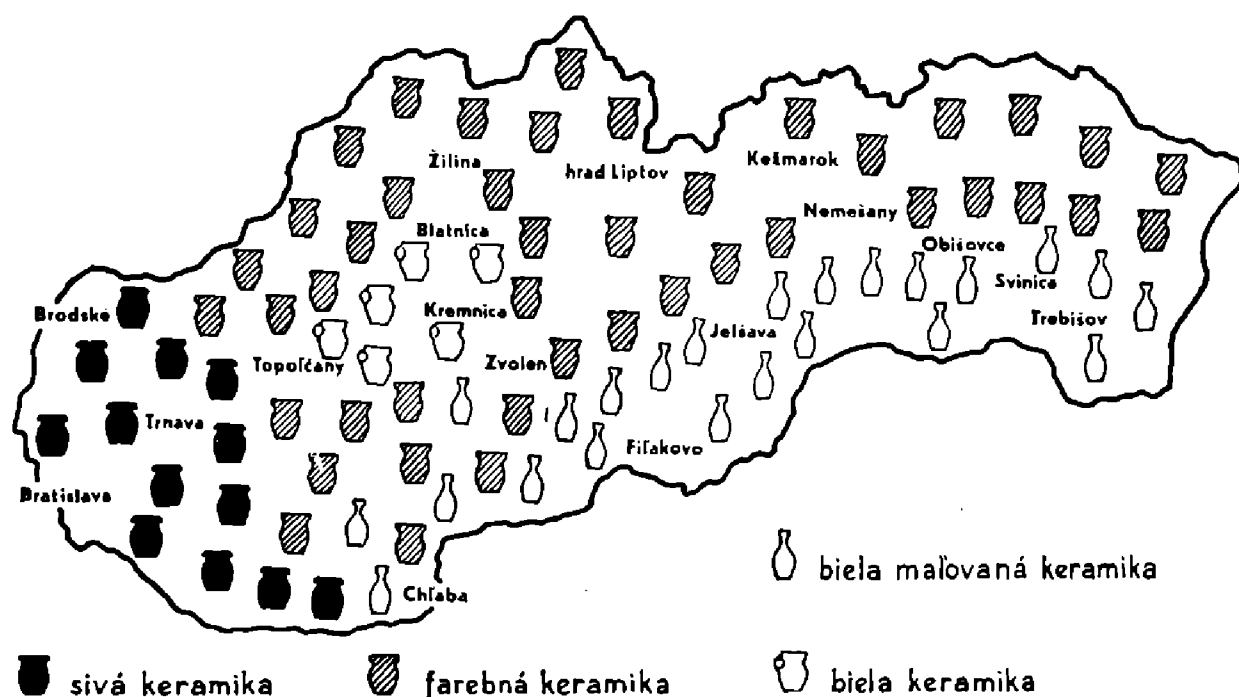 Žilina
hrad Liptov
Kežmarok
Nemešany
Blatnica
Obišovce
Svinica
Brodské
Kremnica
Jelšava
Trebišov
Topoľčany
Zvolen
Trnava
Fiľakovo
Bratislava
Chľaba
biela maľovaná keramika
sivá keramika
farebná keramika
biela keramika